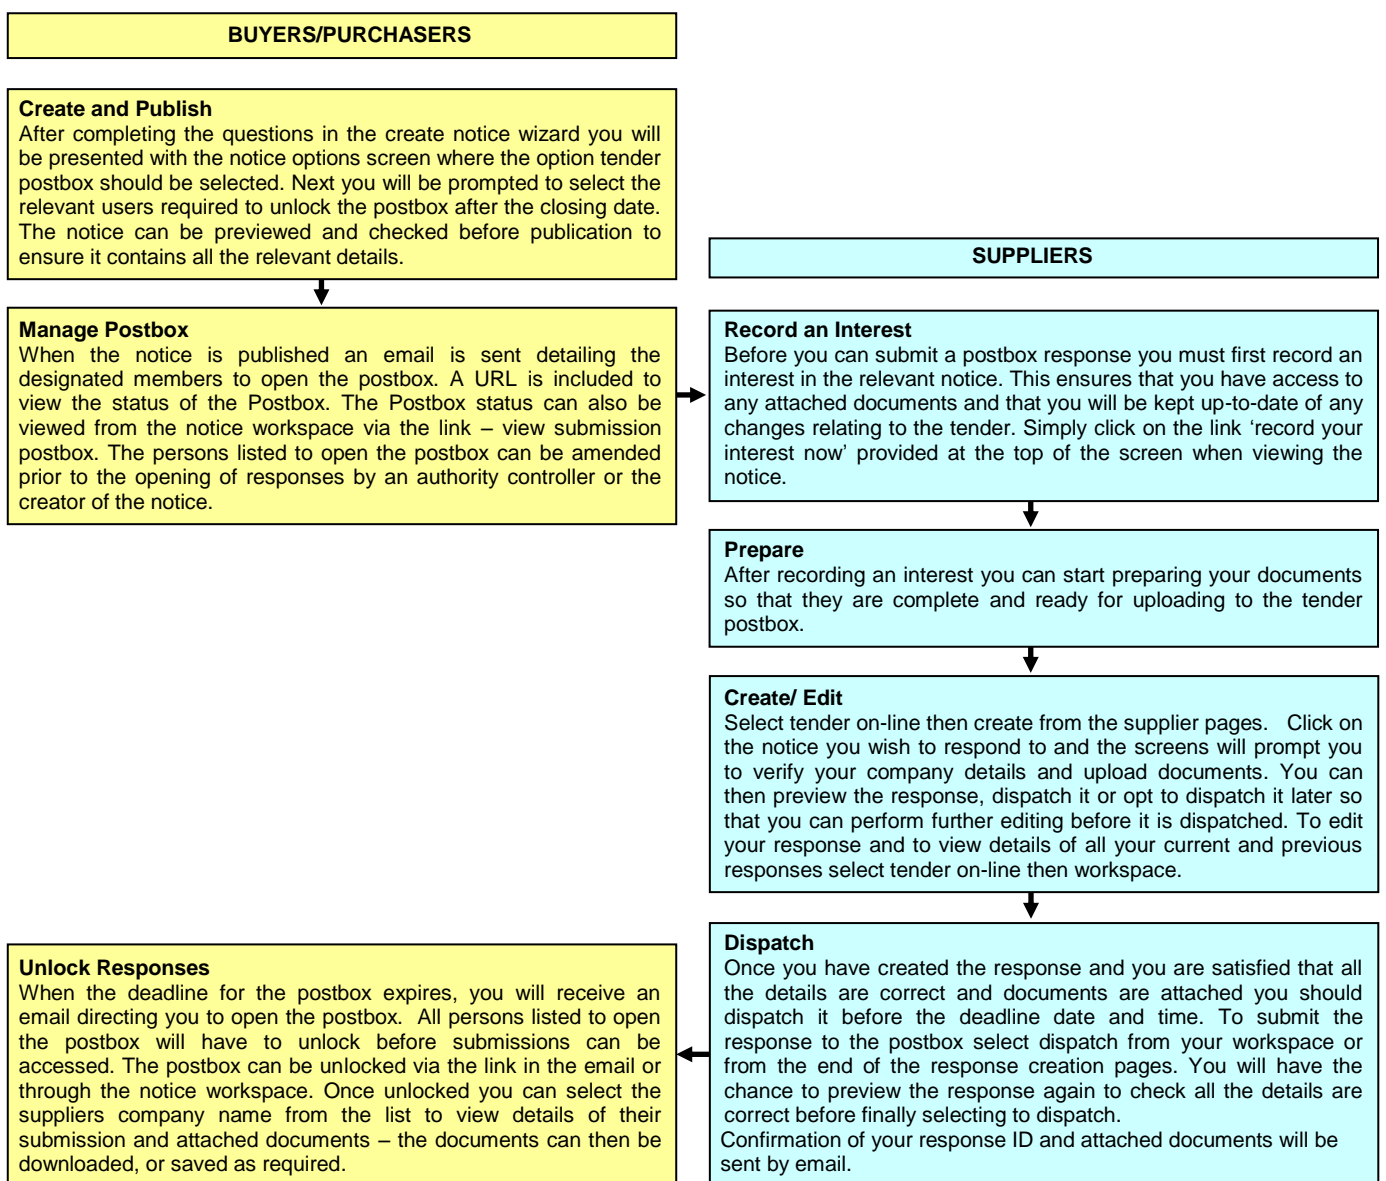 BUYERS/PURCHASERS
Create and Publish
After completing the questions in the create notice wizard you will
be presented with the notice options screen where the option tender
postbox should be selected. Next you will be prompted to select the
relevant users required to unlock the postbox after the closing date.
The notice can be previewed and checked before publication to
ensure it contains all the relevant details.
SUPPLIERS
Manage Postbox
When the notice is published an email is sent detailing the
designated members to open the postbox. A URL is included to
view the status of the Postbox. The Postbox status can also be
viewed from the notice workspace via the link – view submission
postbox. The persons listed to open the postbox can be amended
prior to the opening of responses by an authority controller or the
creator of the notice.
Record an Interest
Before you can submit a postbox response you must first record an
interest in the relevant notice. This ensures that you have access to
any attached documents and that you will be kept up-to-date of any
changes relating to the tender. Simply click on the link ‘record your
interest now’ provided at the top of the screen when viewing the
notice.
Prepare
After recording an interest you can start preparing your documents
so that they are complete and ready for uploading to the tender
postbox.
Create/ Edit
Select tender on-line then create from the supplier pages.   Click on
the notice you wish to respond to and the screens will prompt you
to verify your company details and upload documents. You can
then preview the response, dispatch it or opt to dispatch it later so
that you can perform further editing before it is dispatched. To edit
your response and to view details of all your current and previous
responses select tender on-line then workspace.
Dispatch
Once you have created the response and you are satisfied that all
the details are correct and documents are attached you should
dispatch it before the deadline date and time. To submit the
response to the postbox select dispatch from your workspace or
from the end of the response creation pages. You will have the
chance to preview the response again to check all the details are
correct before finally selecting to dispatch.
Confirmation of your response ID and attached documents will be
sent by email.
Unlock Responses
When the deadline for the postbox expires, you will receive an
email directing you to open the postbox.  All persons listed to open
the postbox will have to unlock before submissions can be
accessed. The postbox can be unlocked via the link in the email or
through the notice workspace. Once unlocked you can select the
suppliers company name from the list to view details of their
submission and attached documents – the documents can then be
downloaded, or saved as required.